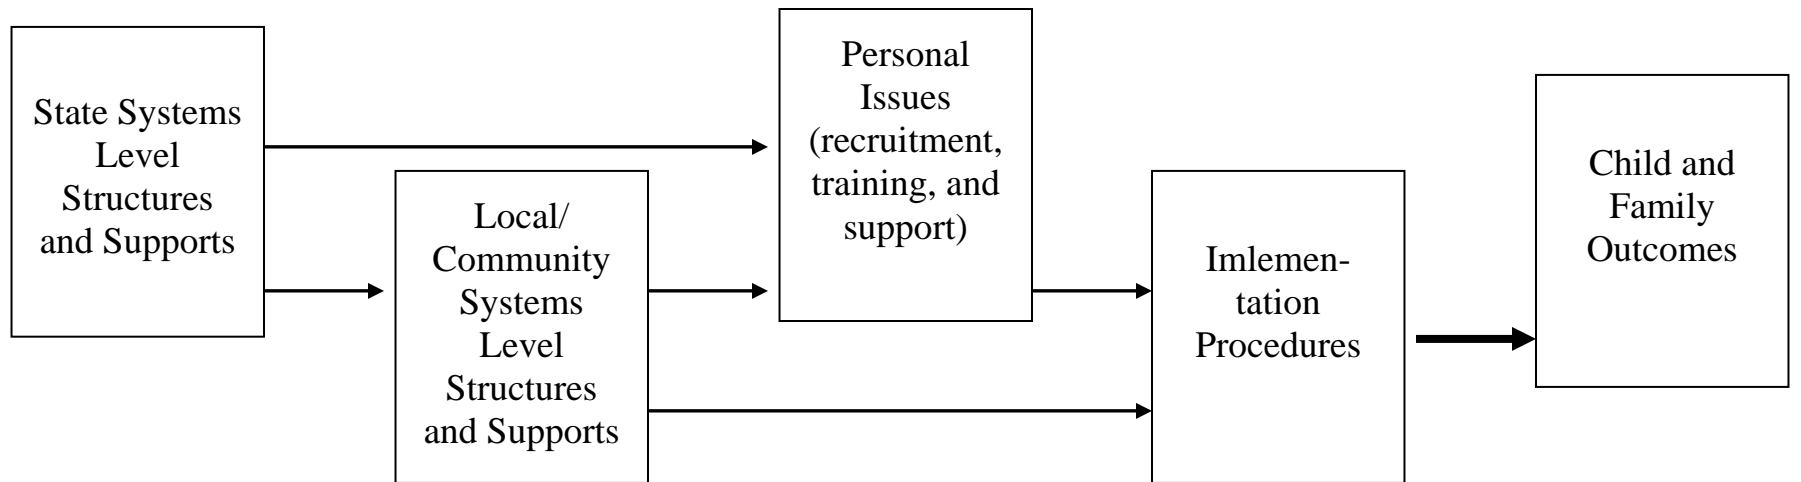 State Systems
Level
Structures
and Supports
Local/
Community
Systems
Level
Structures
and Supports
Personal
Issues
(recruitment,
training, and
support)
Imlemen-
tation
Procedures
Child and
Family
Outcomes